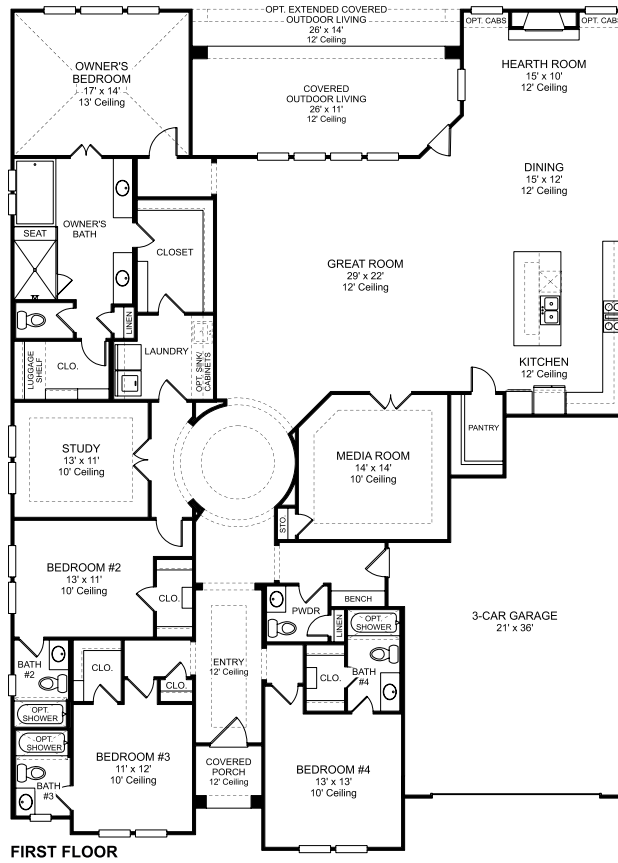 OPT. EXTENDED COVERED
OUTDOOR LIVING
26' x 14'
12' Ceiling
OPT. CABS
OPT. CABS
OWNER'S
BEDROOM
17' x 14'
13' Ceiling
COVERED
OUTDOOR LIVING
26' x 11'
12' Ceiling
HEARTH ROOM
15' x 10'
12' Ceiling
DINING
15' x 12'
12' Ceiling
OWNER'S
BATH
SEAT
CLOSET
GREAT ROOM
29' x 22'
12' Ceiling
LINEN
LAUNDRY
OPT. SINK/
CABINETS
LUGGAGE
SHELF
CLO.
KITCHEN
12' Ceiling
PANTRY
STUDY
13' x 11'
10' Ceiling
MEDIA ROOM
14' x 14'
10' Ceiling
STO.
BEDROOM #2
13' x 11'
10' Ceiling
CLO.
BENCH
PWDR
LINEN
OPT.
SHOWER
3-CAR GARAGE
21' x 36'
BATH
#2
CLO.
CLO.
ENTRY
12' Ceiling
CLO.
BATH
#4
OPT.
SHOWER
OPT.
SHOWER
BATH
#3
BEDROOM #3
11' x 12'
10' Ceiling
COVERED
PORCH
12' Ceiling
BEDROOM #4
13' x 13'
10' Ceiling
FIRST FLOOR